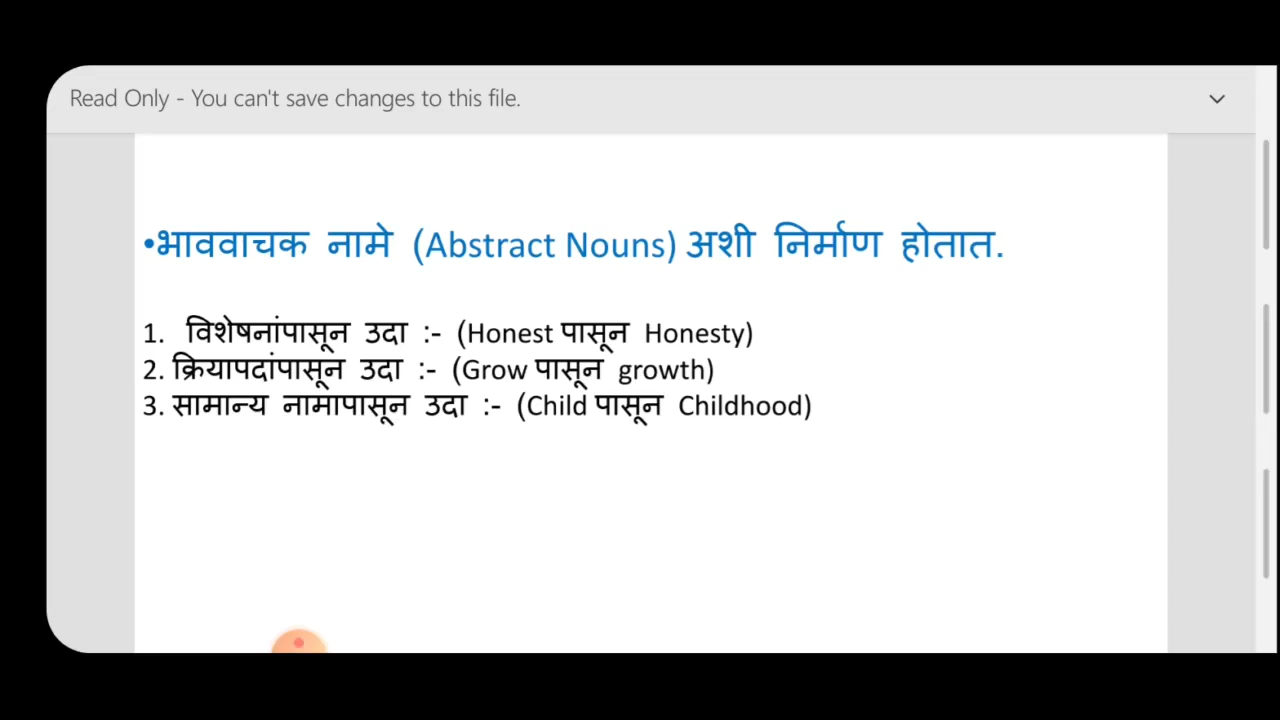 Read Only - You can't save changes to this file.
•भाववाचक नामे (Abstract Nouns) अशी निर्माण होतात.
1. विशेषनांपासून उदा :- (Honest पासून Honesty)
2. क्रियापदांपासून उदा :- (Grow पासून growth)
3. सामान्य नामापासून उदा :- (Child पासून Childhood)